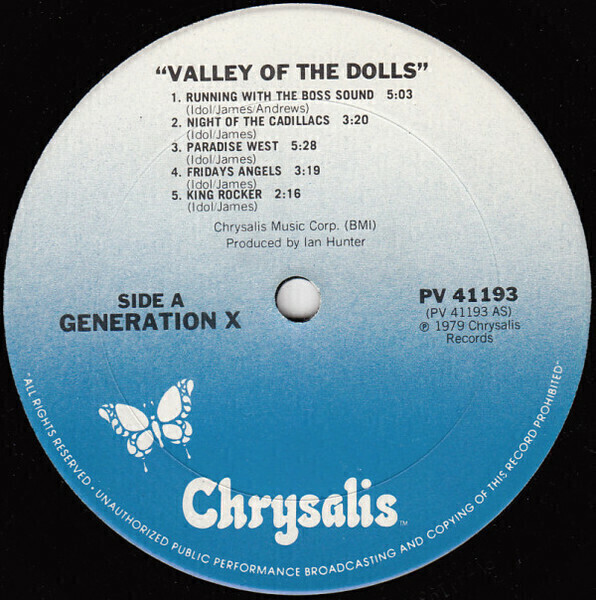 "VALLEY OF THE DOLLS"
1. RUNNING WITH THE BOSS SOUND 5:03
(Idol/James/Andrews)
2. NIGHT OF THE CADILLACS 3:20
(Idol/James)
3. PARADISE WEST 5:28
(Idol/James)
4. FRIDAYS ANGELS 3:19
(Idol/James)
5. KING ROCKER 2:16
(Idol/James)
Chrysalis Music Corp. (BMI)
Produced by Ian Hunter
SIDE A
GENERATION X
PV 41193
(PV 41193 AS)
℗ 1979 Chrysalis
Records
Chrysalis™
"ALL RIGHTS RESERVED • UNAUTHORIZED PUBLIC PERFORMANCE BROADCASTING AND COPYING OF THIS RECORD PROHIBITED"